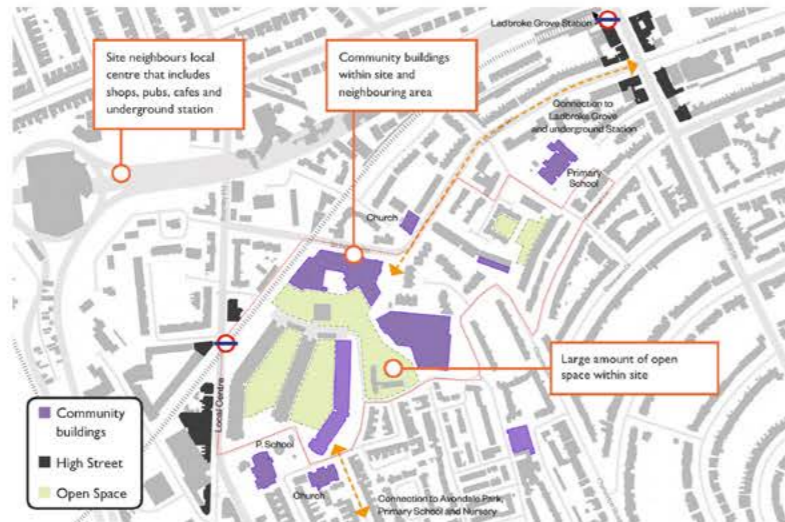 Ladbroke Grove Station
Site neighbours local
centre that includes
shops, pubs, cafes and
underground station
Community buildings
within site and
neighbouring area
Connection to
Ladbroke Grove
and underground Station
Primary
School
Church
Large amount of open
space within site
Local Centre
Community
buildings
High Street
Open Space
P. School
Church
Connection to Avondale Park,
Primary School and Nursery